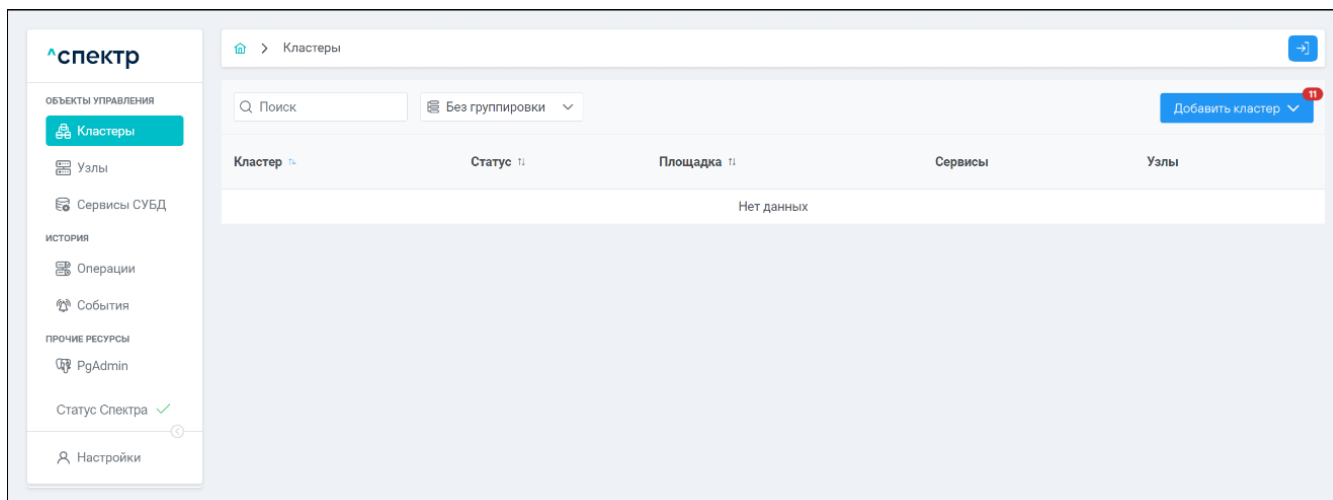 ^спектр
ОБЪЕКТЫ УПРАВЛЕНИЯ
Кластеры
Узлы
Сервисы СУБД
ИСТОРИЯ
Операции
События
ПРОЧИЕ РЕСУРСЫ
PgAdmin
Статус Спектра
Настройки
> Кластеры
Поиск
Без группировки
Добавить кластер
11
Кластер Статус Площадка Сервисы Узлы
Нет данных